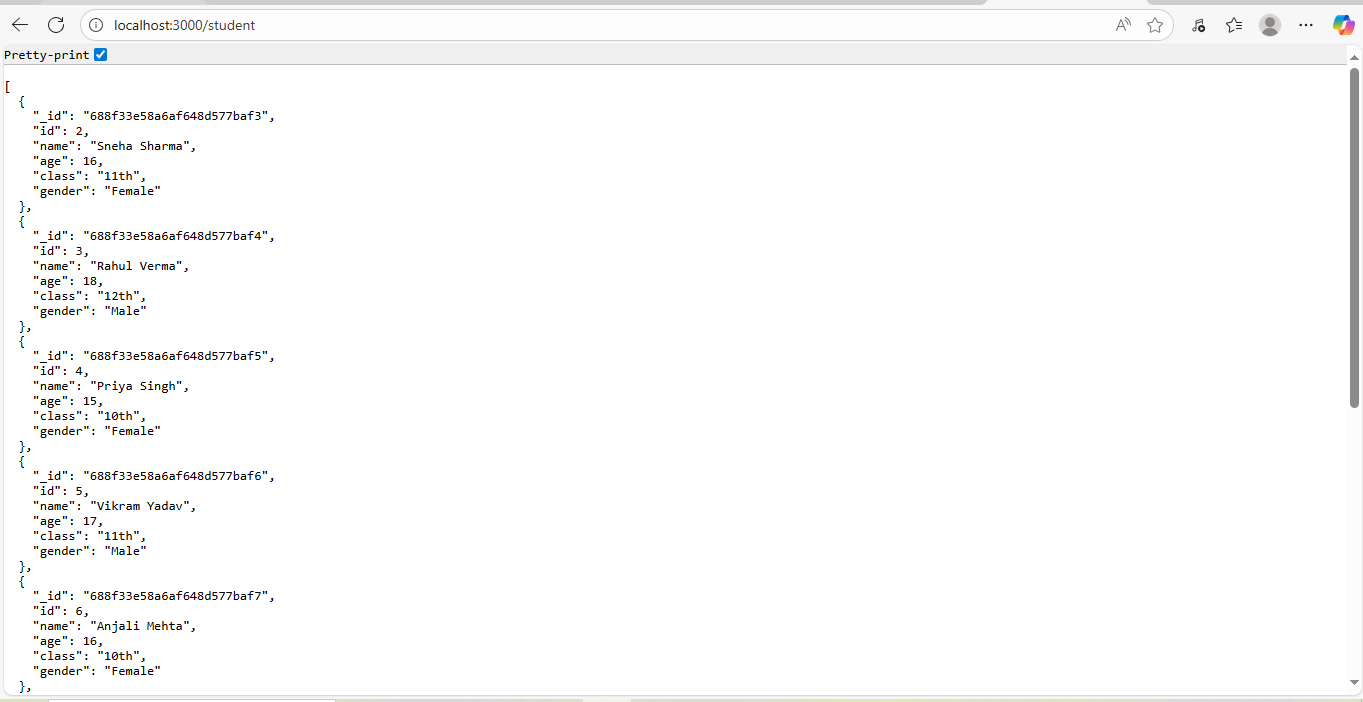 localhost:3000/student
Pretty-print
[
  {
    "_id": "688f33e58a6af648d577baf3",
    "id": 2,
    "name": "Sneha Sharma",
    "age": 16,
    "class": "11th",
    "gender": "Female"
  },
  {
    "_id": "688f33e58a6af648d577baf4",
    "id": 3,
    "name": "Rahul Verma",
    "age": 18,
    "class": "12th",
    "gender": "Male"
  },
  {
    "_id": "688f33e58a6af648d577baf5",
    "id": 4,
    "name": "Priya Singh",
    "age": 15,
    "class": "10th",
    "gender": "Female"
  },
  {
    "_id": "688f33e58a6af648d577baf6",
    "id": 5,
    "name": "Vikram Yadav",
    "age": 17,
    "class": "11th",
    "gender": "Male"
  },
  {
    "_id": "688f33e58a6af648d577baf7",
    "id": 6,
    "name": "Anjali Mehta",
    "age": 16,
    "class": "10th",
    "gender": "Female"
  },